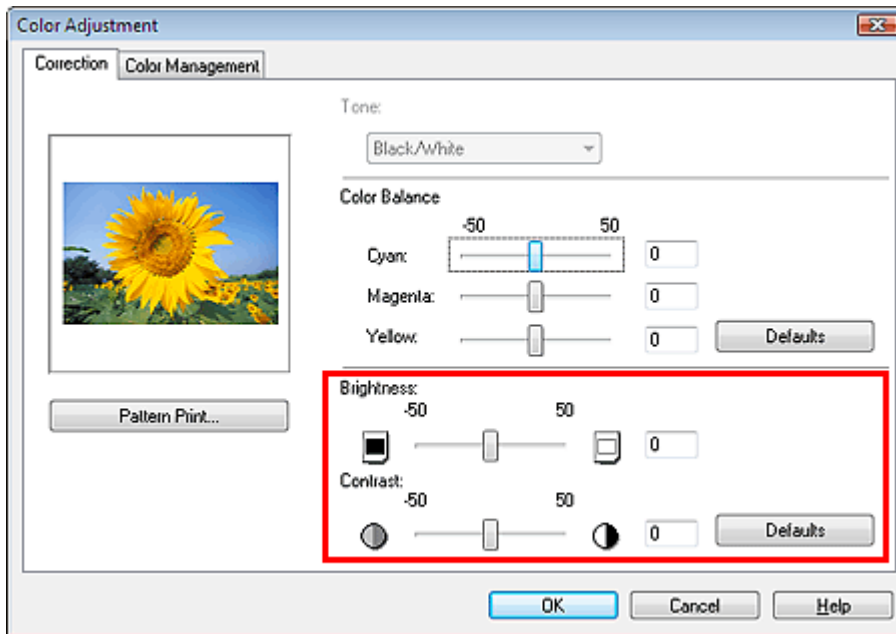 Color Adjustment
Correction
Color Management
Tone:
Black/White
Color Balance
-50 50
Cyan: 0
Magenta: 0
Yellow: 0 Defaults
Brightness:
-50 50
0
Contrast:
-50 50
0 Defaults
Pattern Print...
OK Cancel Help